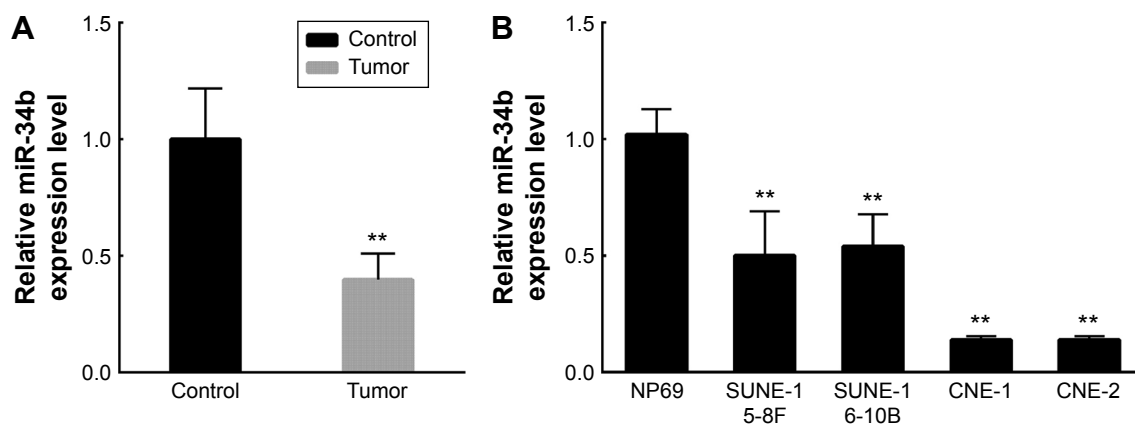 A
Relative miR-34b
expression level
1.5
1.0
0.5
0.0
Control
Tumor
**
Control
Tumor
B
Relative miR-34b
expression level
1.5
1.0
0.5
0.0
**
**
**
**
NP69
SUNE-1
5-8F
SUNE-1
6-10B
CNE-1
CNE-2